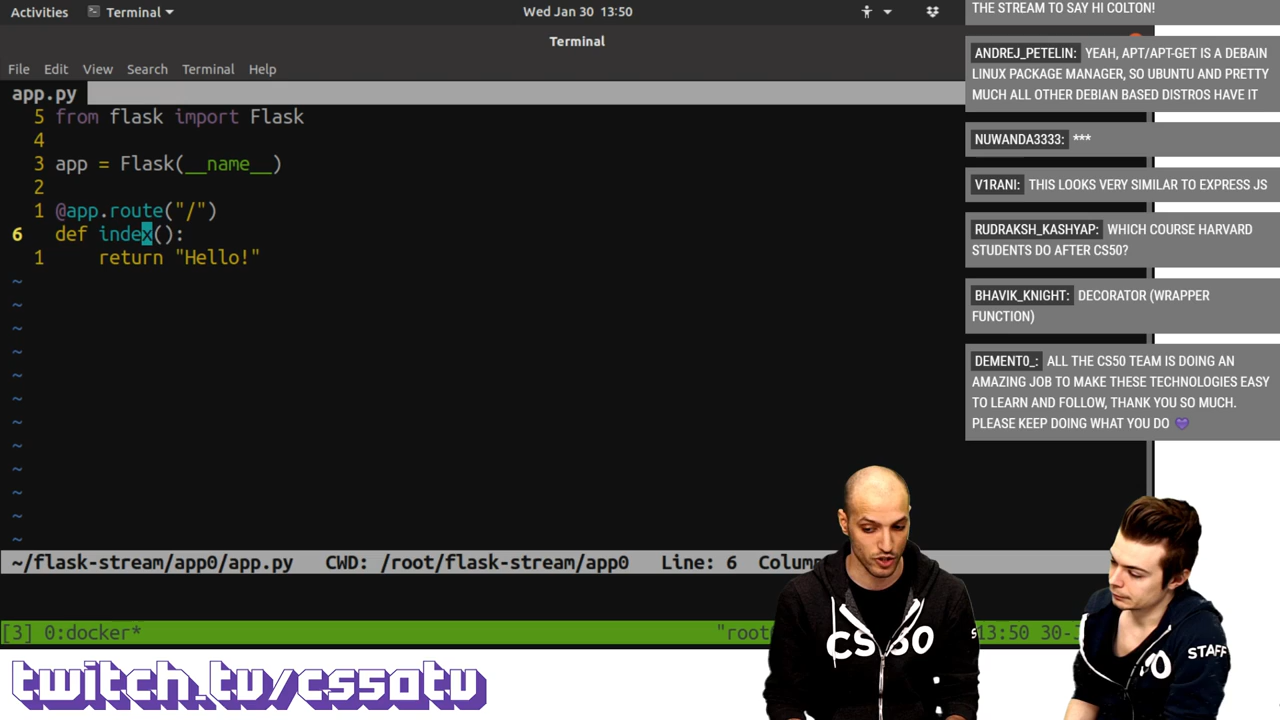 Activities Terminal Wed Jan 30 13:50
Terminal
File Edit View Search Terminal Help
app.py
5 from flask import Flask
4
3 app = Flask(__name__)
2
1 @app.route("/")
6 def index():
1 return "Hello!"
~
~
~
~
~
~
~
~
~
~
~
~
~/flask-stream/app0/app.py CWD: /root/flask-stream/app0 Line: 6 Column
[3] 0:docker* "root 13:50 30-J
twitch.tv/cs50tv
THE STREAM TO SAY HI COLTON!
ANDREJ_PETELIN: YEAH, APT/APT-GET IS A DEBAIN
LINUX PACKAGE MANAGER, SO UBUNTU AND PRETTY
MUCH ALL OTHER DEBIAN BASED DISTROS HAVE IT
NUWANDA3333: ***
V1RANI: THIS LOOKS VERY SIMILAR TO EXPRESS JS
RUDRAKSH_KASHYAP: WHICH COURSE HARVARD
STUDENTS DO AFTER CS50?
BHAVIK_KNIGHT: DECORATOR (WRAPPER
FUNCTION)
DEMENT0_: ALL THE CS50 TEAM IS DOING AN
AMAZING JOB TO MAKE THESE TECHNOLOGIES EASY
TO LEARN AND FOLLOW, THANK YOU SO MUCH.
PLEASE KEEP DOING WHAT YOU DO 💜
CS50
50 STAFF